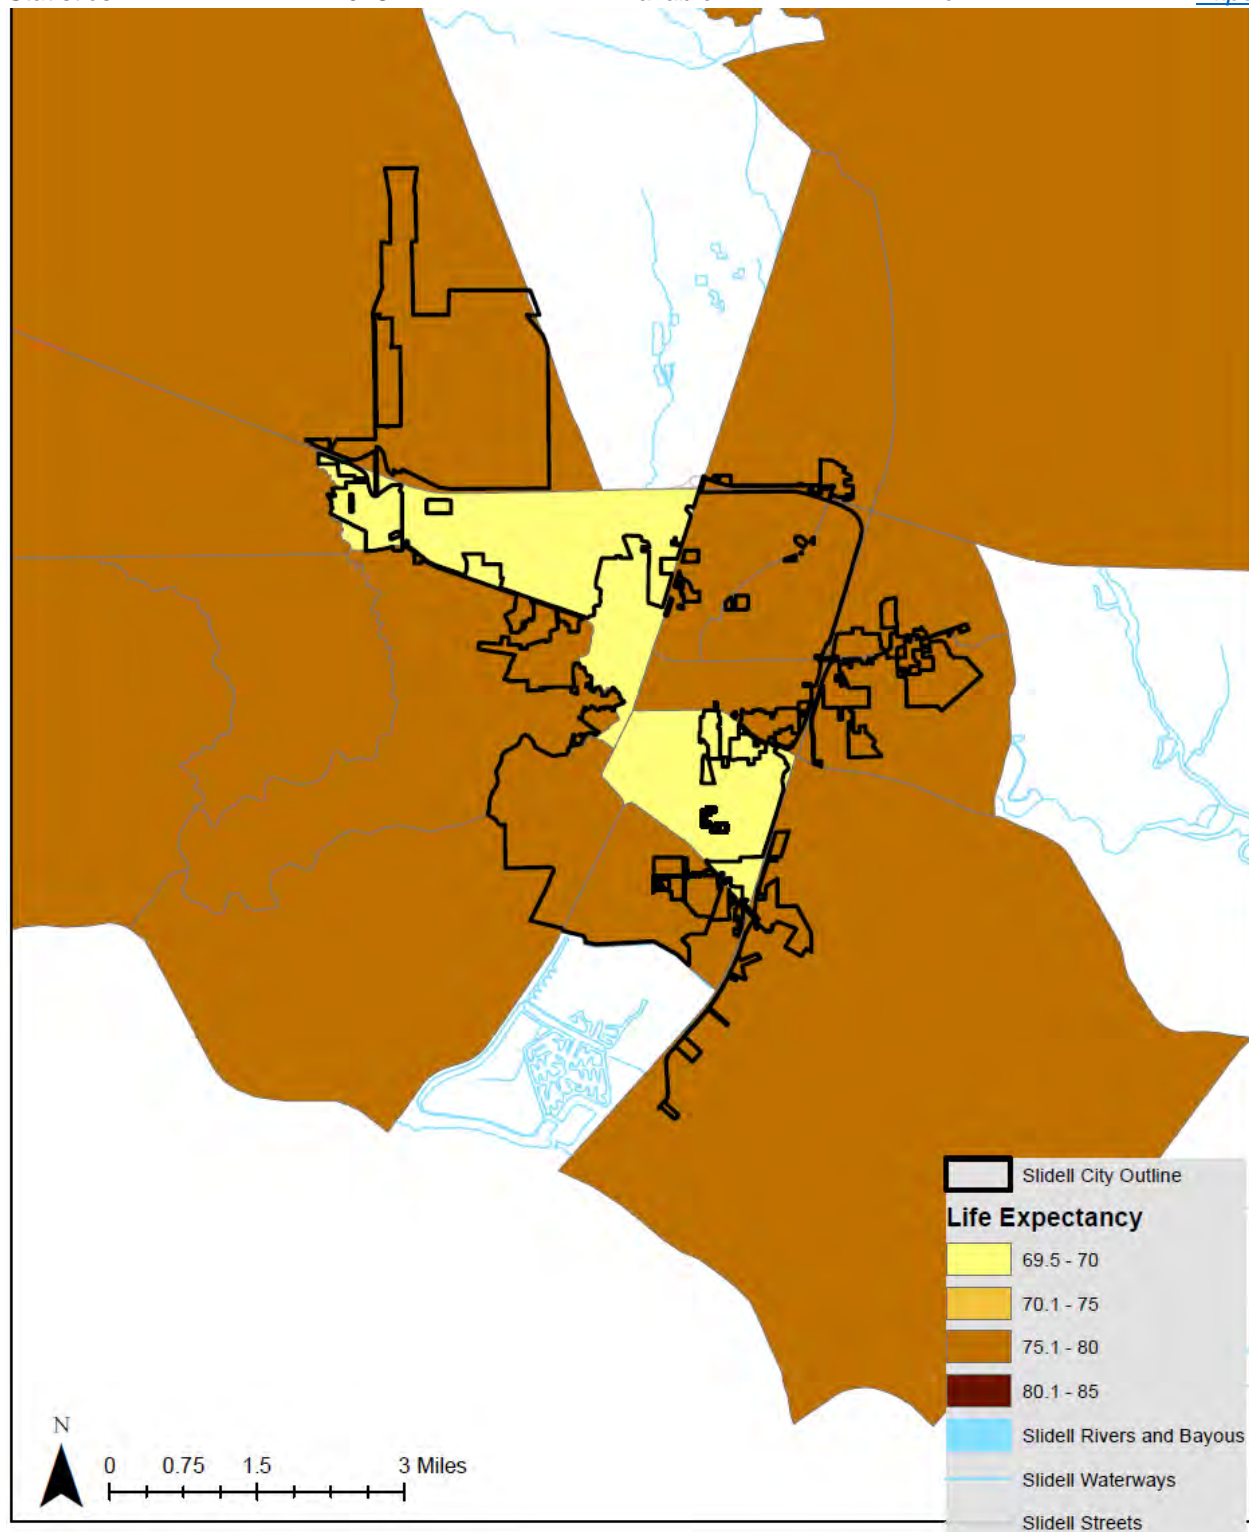 Slidell City Outline
Life Expectancy
69.5 - 70
70.1 - 75
75.1 - 80
80.1 - 85
Slidell Rivers and Bayous
Slidell Waterways
Slidell Streets
N
0 0.75 1.5 3 Miles